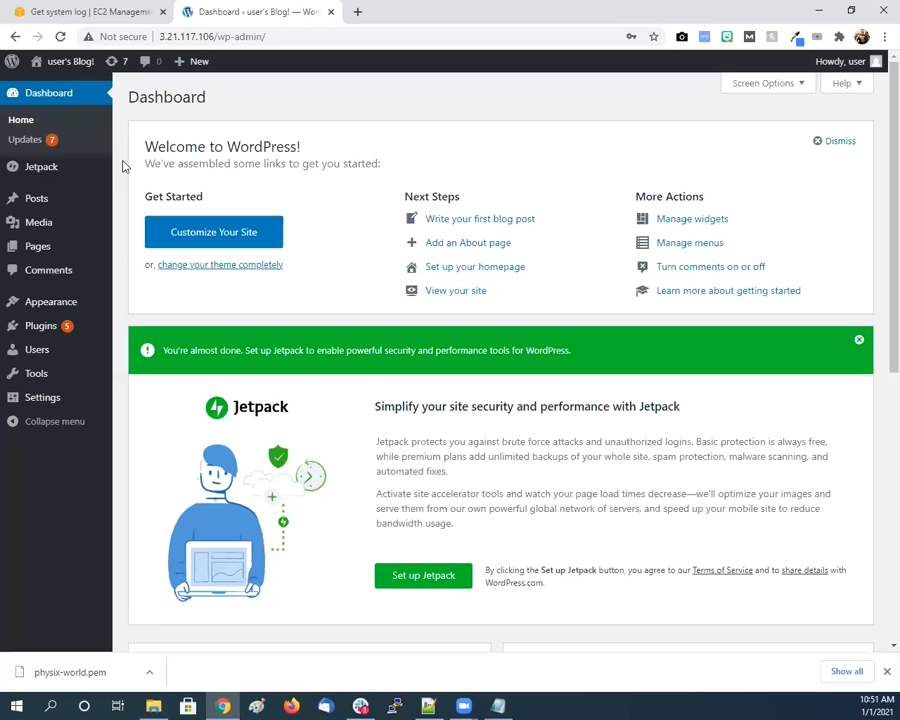 Get system log | EC2 Manageme
Dashboard ‹ user's Blog! — Wor
Not secure
3.21.117.106/wp-admin/
user's Blog!
7
0
New
Howdy, user
Dashboard
Home
Updates 7
Jetpack
Posts
Media
Pages
Comments
Appearance
Plugins 5
Users
Tools
Settings
Collapse menu
Screen Options
Help
Dashboard
Welcome to WordPress!
We've assembled some links to get you started:
Dismiss
Get Started
Customize Your Site
or, change your theme completely
Next Steps
Write your first blog post
Add an About page
Set up your homepage
View your site
More Actions
Manage widgets
Manage menus
Turn comments on or off
Learn more about getting started
You're almost done. Set up Jetpack to enable powerful security and performance tools for WordPress.
Jetpack
Simplify your site security and performance with Jetpack
Jetpack protects you against brute force attacks and unauthorized logins. Basic protection is always free,
while premium plans add unlimited backups of your whole site, spam protection, malware scanning, and
automated fixes.
Activate site accelerator tools and watch your page load times decrease—we'll optimize your images and
serve them from our own powerful global network of servers, and speed up your mobile site to reduce
bandwidth usage.
Set up Jetpack
By clicking the Set up Jetpack button, you agree to our Terms of Service and to share details with
WordPress.com.
physix-world.pem
Show all
10:51 AM
1/1/2021